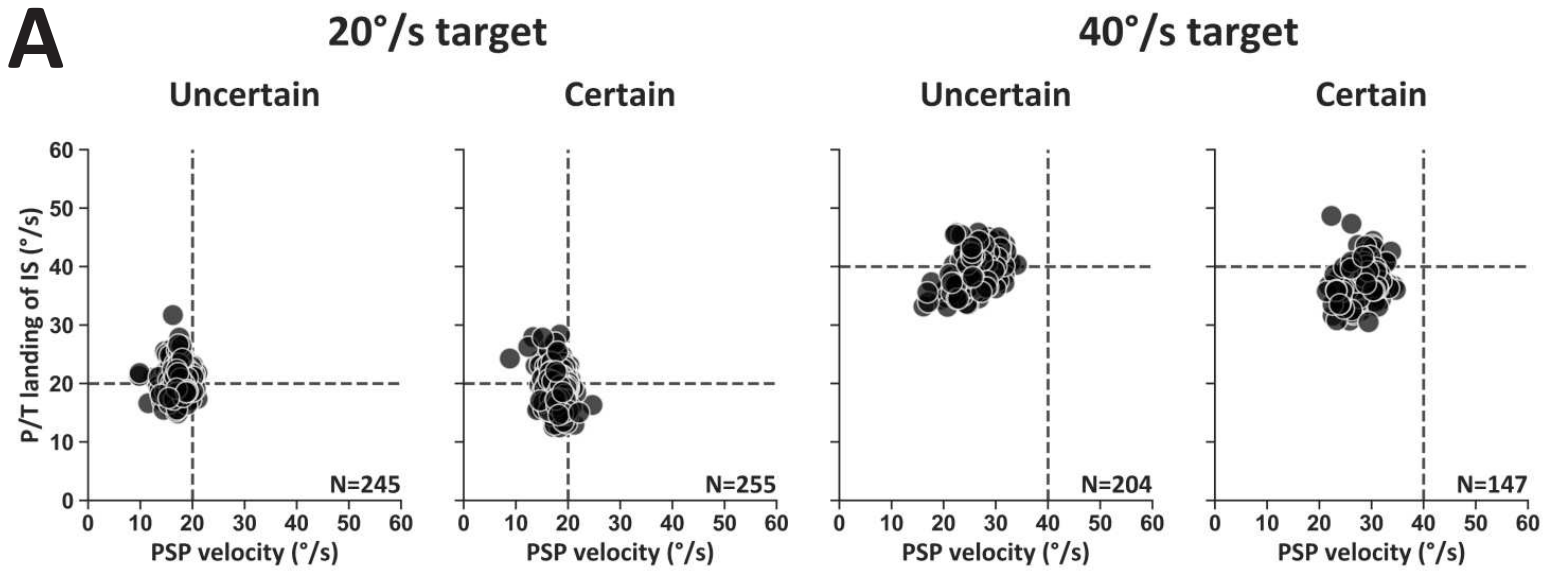 A
20°/s target 40°/s target
Uncertain Certain Uncertain Certain
P/T landing of IS (°/s)
60
50
40
30
20
10
0
N=245 N=255 N=204 N=147
0 10 20 30 40 50 60 0 10 20 30 40 50 60 0 10 20 30 40 50 60 0 10 20 30 40 50 60
PSP velocity (°/s) PSP velocity (°/s) PSP velocity (°/s) PSP velocity (°/s)